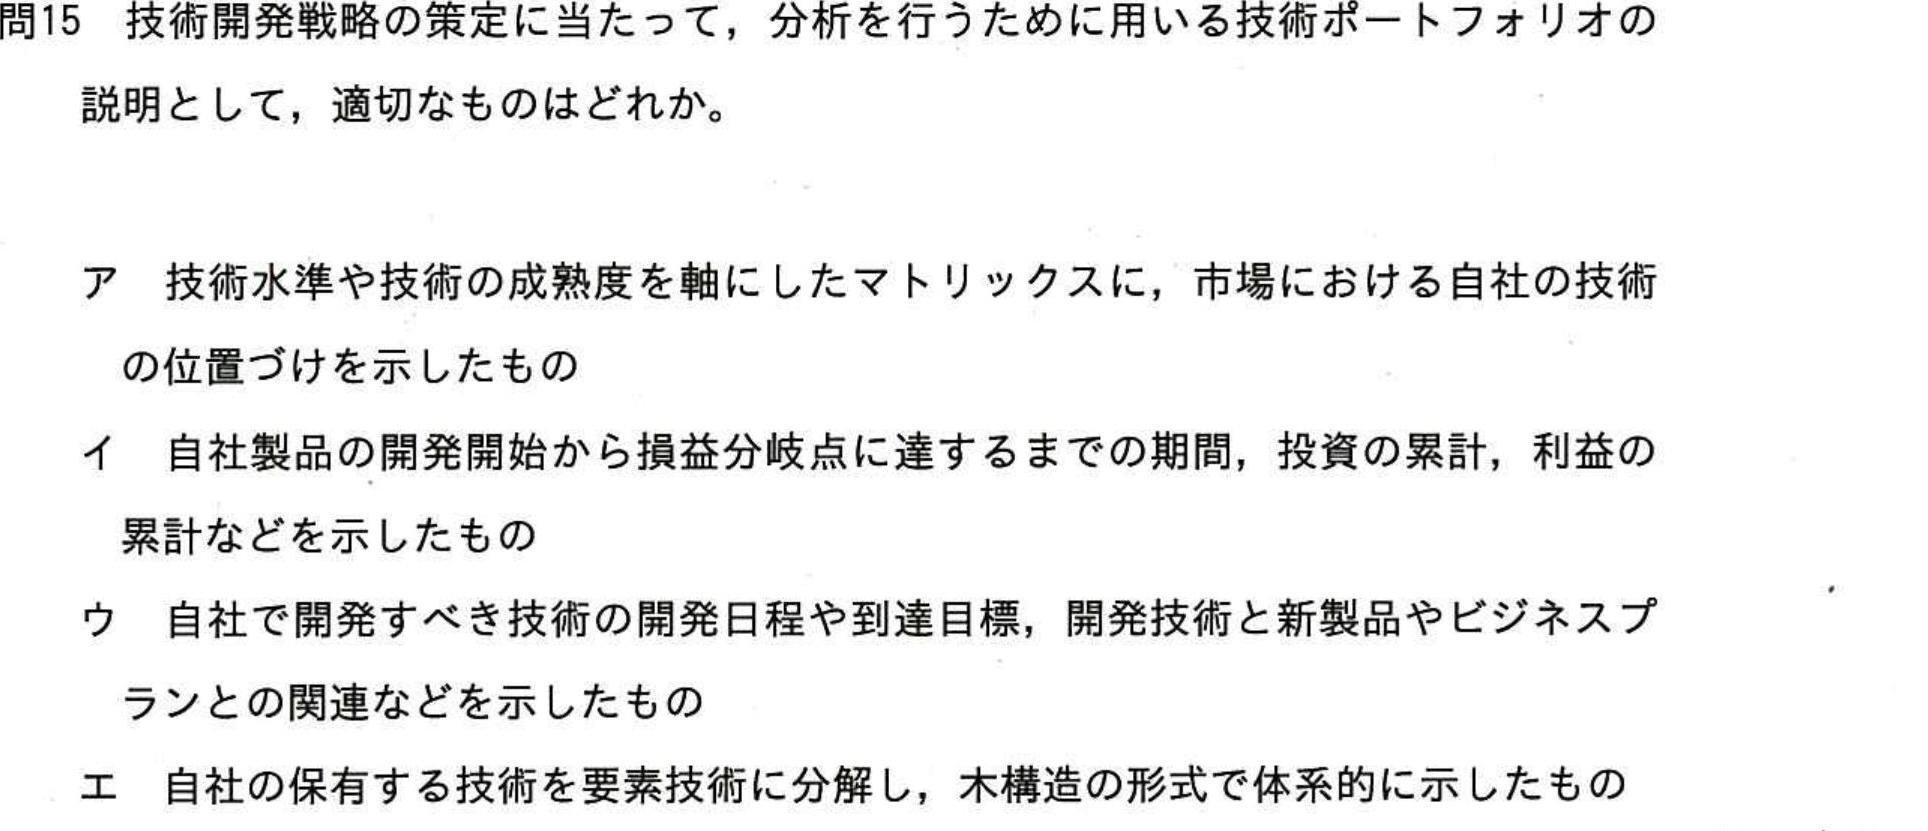 問15 技術開発戦略の策定に当たって，分析を行うために用いる技術ポートフォリオの
説明として，適切なものはどれか。
ア 技術水準や技術の成熟度を軸にしたマトリックスに，市場における自社の技術
の位置づけを示したもの
イ 自社製品の開発開始から損益分岐点に達するまでの期間，投資の累計，利益の
累計などを示したもの
ウ 自社で開発すべき技術の開発日程や到達目標，開発技術と新製品やビジネスプ
ランとの関連などを示したもの
エ 自社の保有する技術を要素技術に分解し，木構造の形式で体系的に示したもの